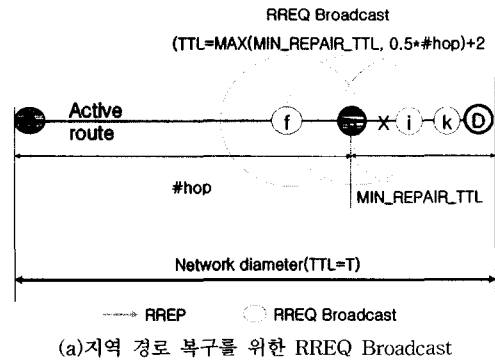 RREQ Broadcast
(TTL=MAX(MIN_REPAIR_TTL, 0.5*#hop)+2
Active
route
f
X
i
k
D
#hop
MIN_REPAIR_TTL
Network diameter(TTL=T)
RREP
RREQ Broadcast
(a)지역 경로 복구를 위한 RREQ Broadcast